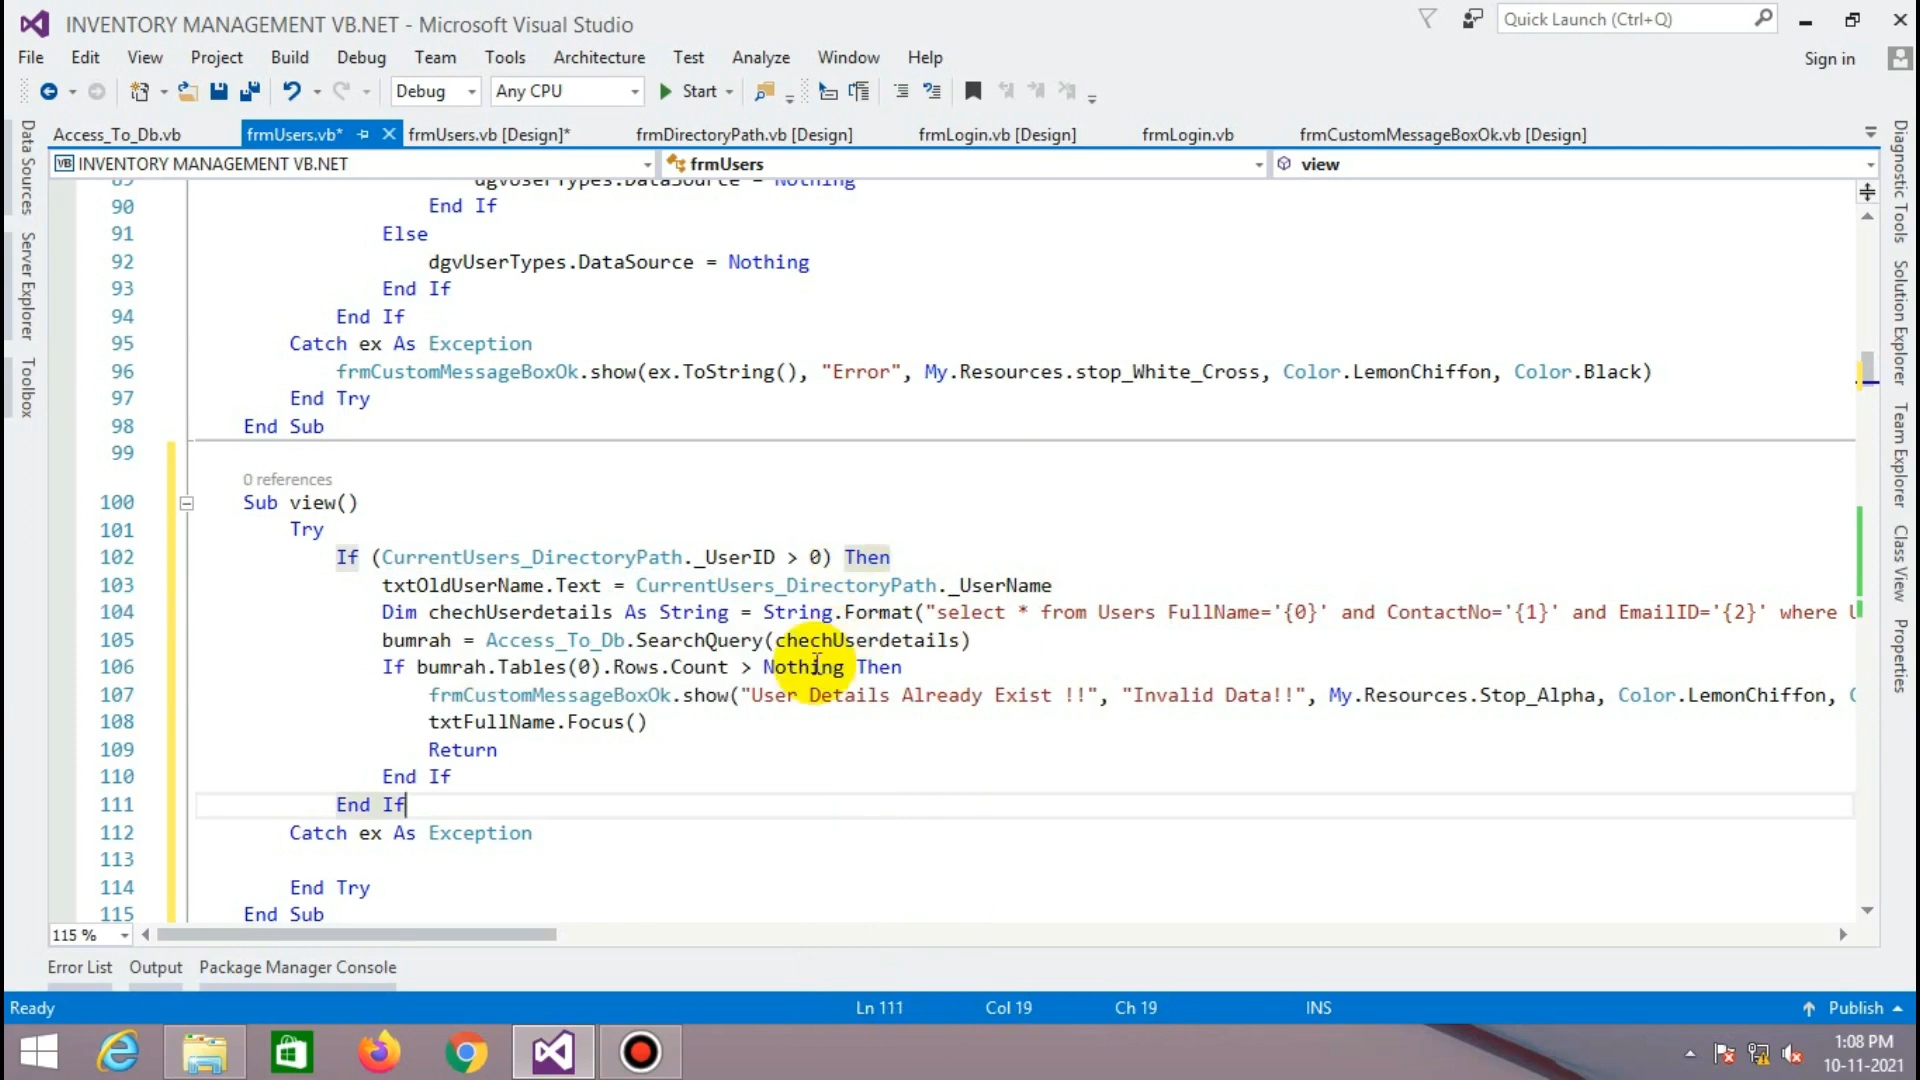 INVENTORY MANAGEMENT VB.NET - Microsoft Visual Studio
Quick Launch (Ctrl+Q)
File Edit View Project Build Debug Team Tools Architecture Test Analyze Window Help
Sign in
Debug Any CPU Start
Access_To_Db.vb frmUsers.vb* frmUsers.vb [Design]* frmDirectoryPath.vb [Design] frmLogin.vb [Design] frmLogin.vb frmCustomMessageBoxOk.vb [Design]
VB INVENTORY MANAGEMENT VB.NET frmUsers view
Data Sources
Server Explorer
Toolbox
Diagnostic Tools
Solution Explorer
Team Explorer
Class View
Properties
89 dgvUserTypes.DataSource = Nothing
90 End If
91 Else
92 dgvUserTypes.DataSource = Nothing
93 End If
94 End If
95 Catch ex As Exception
96 frmCustomMessageBoxOk.show(ex.ToString(), "Error", My.Resources.stop_White_Cross, Color.LemonChiffon, Color.Black)
97 End Try
98 End Sub
99
0 references
100 Sub view()
101 Try
102 If (CurrentUsers_DirectoryPath._UserID > 0) Then
103 txtOldUserName.Text = CurrentUsers_DirectoryPath._UserName
104 Dim chechUserdetails As String = String.Format("select * from Users FullName='{0}' and ContactNo='{1}' and EmailID='{2}' where
105 bumrah = Access_To_Db.SearchQuery(chechUserdetails)
106 If bumrah.Tables(0).Rows.Count > Nothing Then
107 frmCustomMessageBoxOk.show("User Details Already Exist !!", "Invalid Data!!", My.Resources.Stop_Alpha, Color.LemonChiffon,
108 txtFullName.Focus()
109 Return
110 End If
111 End If
112 Catch ex As Exception
113
114 End Try
115 End Sub
115 %
Error List Output Package Manager Console
Ready Ln 111 Col 19 Ch 19 INS Publish
1:08 PM
10-11-2021